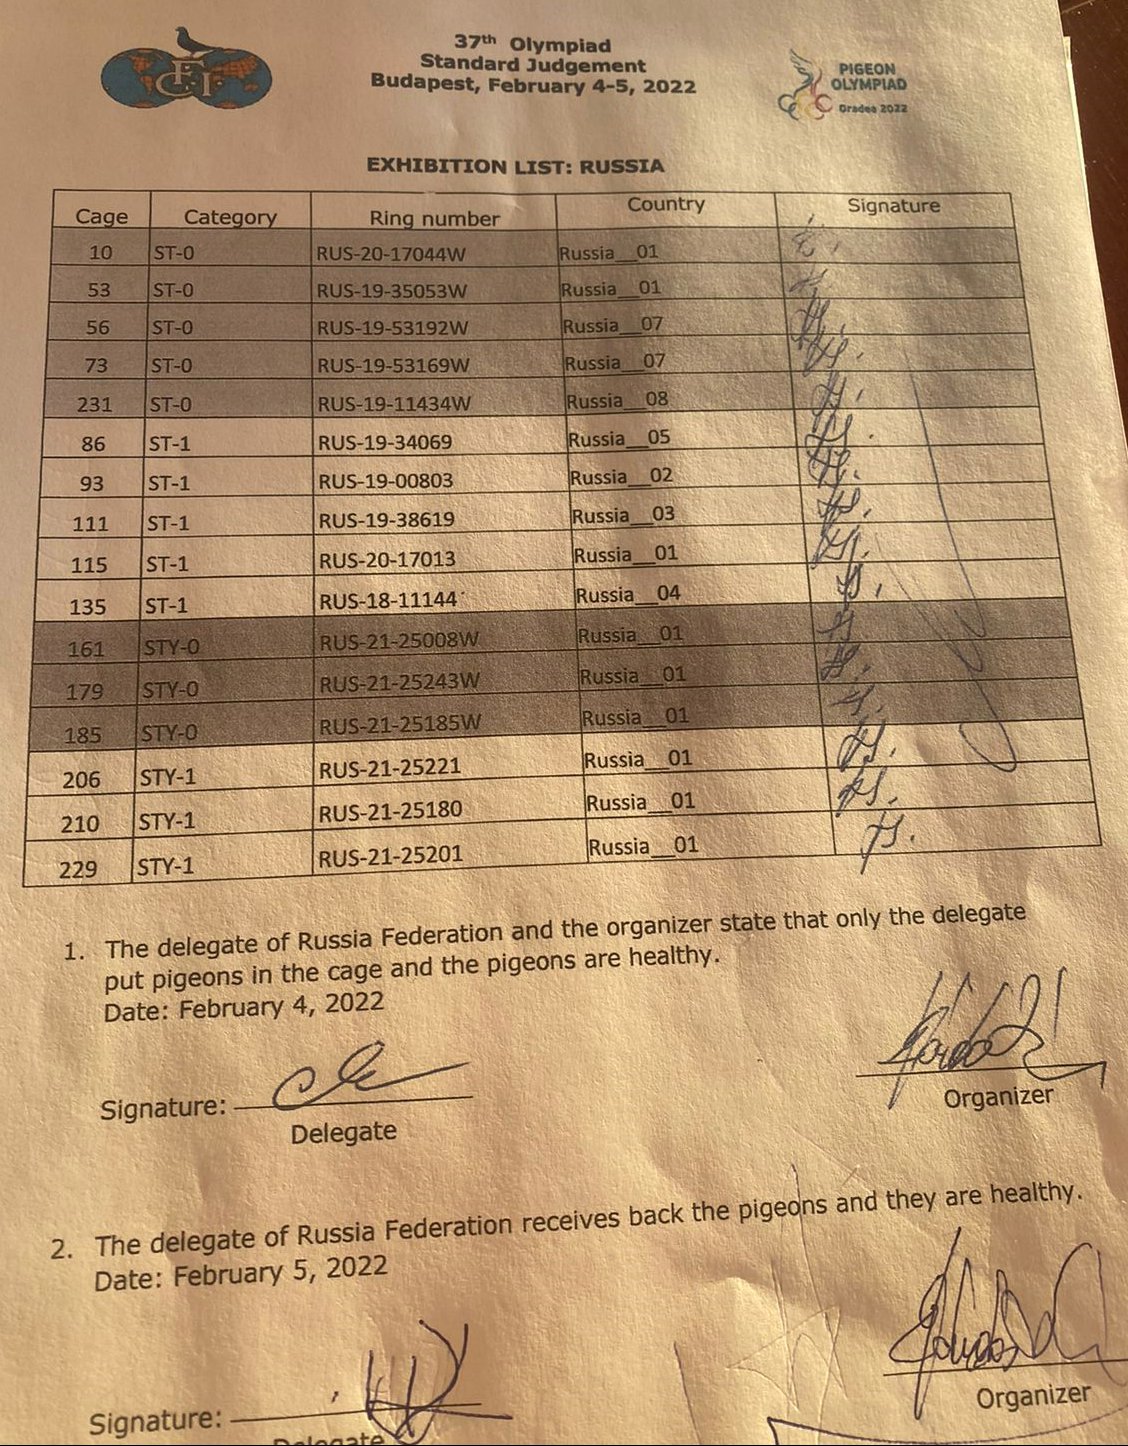 37th Olympiad
Standard Judgement
Budapest, February 4-5, 2022
FCI
PIGEON
OLYMPIAD
Oradea 2022
EXHIBITION LIST: RUSSIA
Cage Category Ring number Country Signature
10 ST-0 RUS-20-17044W Russia__01
53 ST-0 RUS-19-35053W Russia__01
56 ST-0 RUS-19-53192W Russia__07
73 ST-0 RUS-19-53169W Russia__07
231 ST-0 RUS-19-11434W Russia__08
86 ST-1 RUS-19-34069 Russia__05
93 ST-1 RUS-19-00803 Russia__02
111 ST-1 RUS-19-38619 Russia__03
115 ST-1 RUS-20-17013 Russia__01
135 ST-1 RUS-18-11144 Russia__04
161 STY-0 RUS-21-25008W Russia__01
179 STY-0 RUS-21-25243W Russia__01
185 STY-0 RUS-21-25185W Russia__01
206 STY-1 RUS-21-25221 Russia__01
210 STY-1 RUS-21-25180 Russia__01
229 STY-1 RUS-21-25201 Russia__01
1. The delegate of Russia Federation and the organizer state that only the delegate
put pigeons in the cage and the pigeons are healthy.
Date: February 4, 2022
Signature:
Delegate
Organizer
2. The delegate of Russia Federation receives back the pigeons and they are healthy.
Date: February 5, 2022
Signature:
Delegate
Organizer